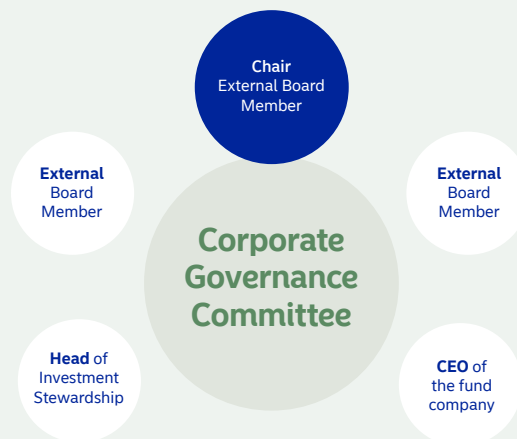 Chair
External Board
Member
External
Board
Member
External
Board
Member
Corporate
Governance
Committee
Head of
Investment
Stewardship
CEO of
the fund
company